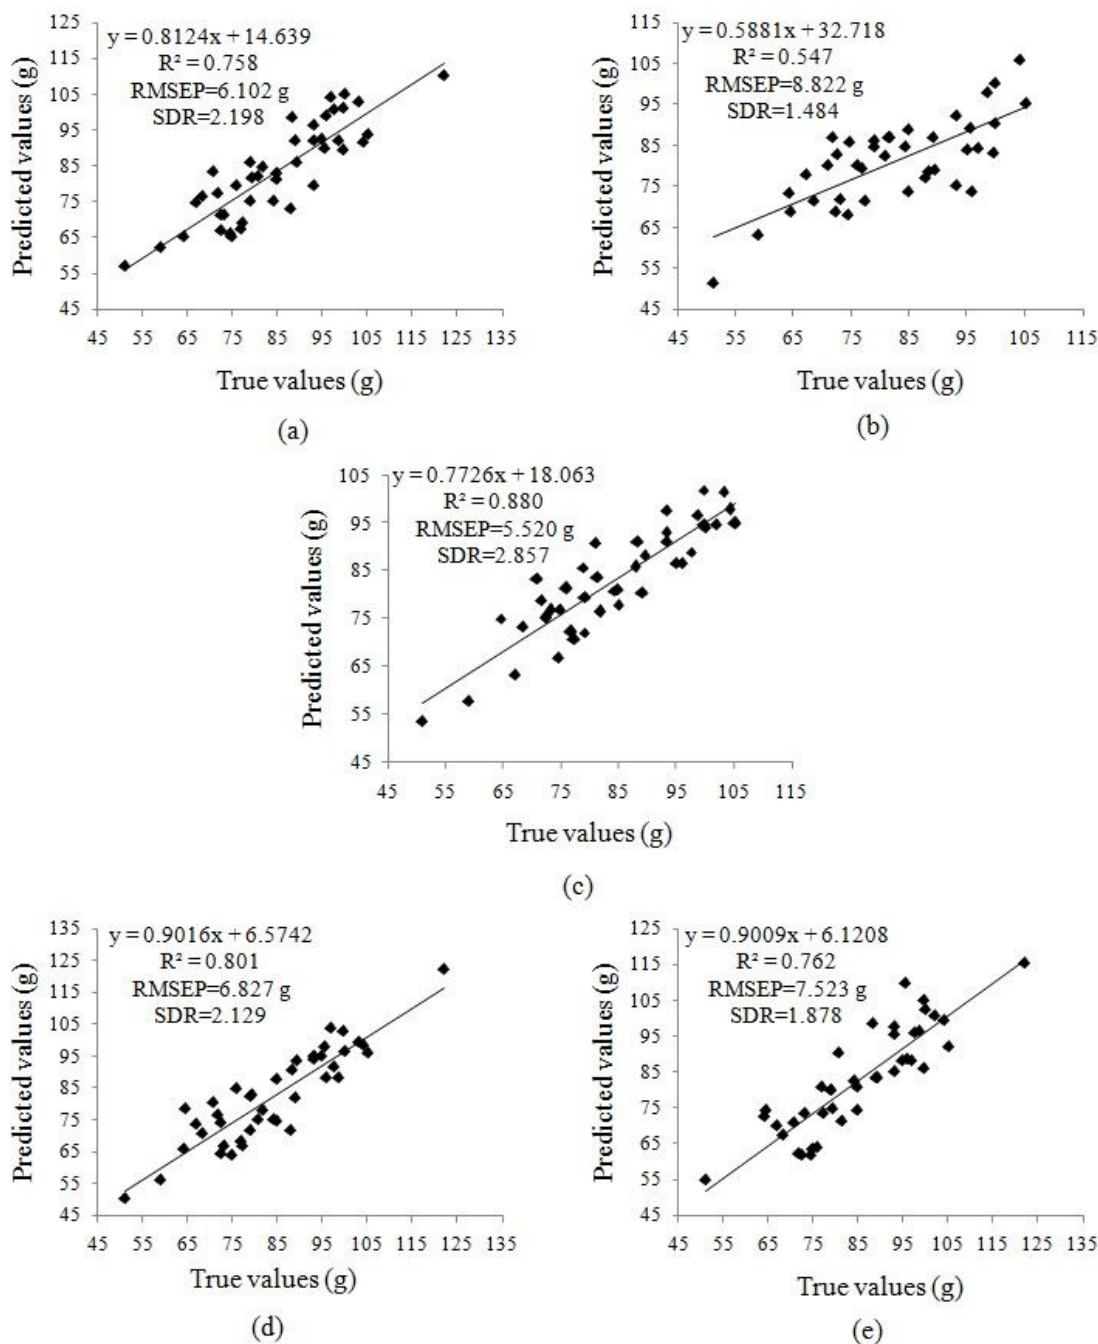 y = 0.8124x + 14.639
R² = 0.758
RMSEP=6.102 g
SDR=2.198
125
115
105
95
85
75
65
55
45
Predicted values (g)
45 55 65 75 85 95 105 115 125 135
True values (g)
(a)
y = 0.5881x + 32.718
R² = 0.547
RMSEP=8.822 g
SDR=1.484
115
105
95
85
75
65
55
45
Predicted values (g)
45 55 65 75 85 95 105 115
True values (g)
(b)
y = 0.7726x + 18.063
R² = 0.880
RMSEP=5.520 g
SDR=2.857
105
95
85
75
65
55
45
Predicted values (g)
45 55 65 75 85 95 105 115
True values (g)
(c)
y = 0.9016x + 6.5742
R² = 0.801
RMSEP=6.827 g
SDR=2.129
135
125
115
105
95
85
75
65
55
45
Predicted values (g)
45 55 65 75 85 95 105 115 125 135
True values (g)
(d)
y = 0.9009x + 6.1208
R² = 0.762
RMSEP=7.523 g
SDR=1.878
125
115
105
95
85
75
65
55
45
Predicted values (g)
45 55 65 75 85 95 105 115 125 135
True values (g)
(e)